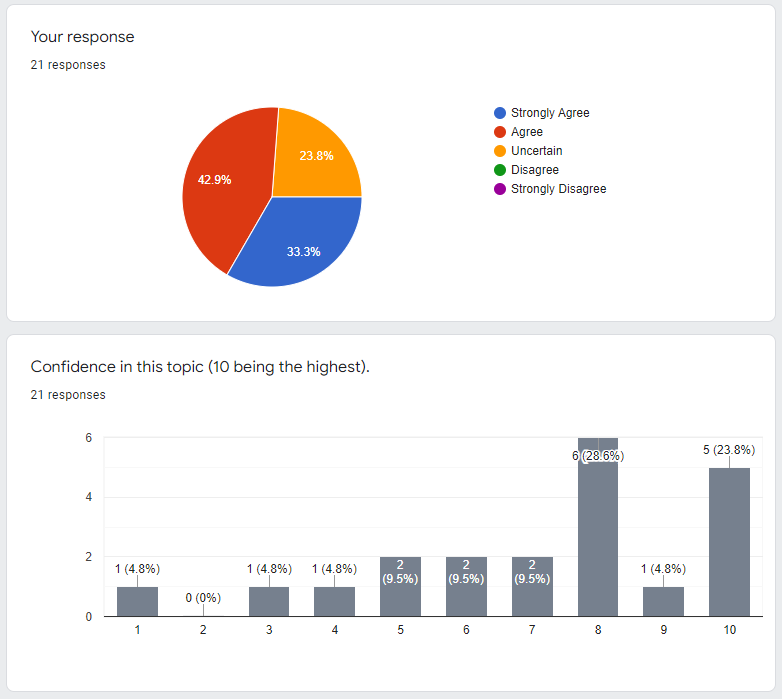 Your response
21 responses
Strongly Agree
Agree
Uncertain
Disagree
Strongly Disagree
23.8%
42.9%
33.3%
Confidence in this topic (10 being the highest).
21 responses
6
4
2
0
1 (4.8%)
0 (0%)
1 (4.8%)
1 (4.8%)
2
(9.5%)
2
(9.5%)
2
(9.5%)
6 (28.6%)
1 (4.8%)
5 (23.8%)
1 2 3 4 5 6 7 8 9 10